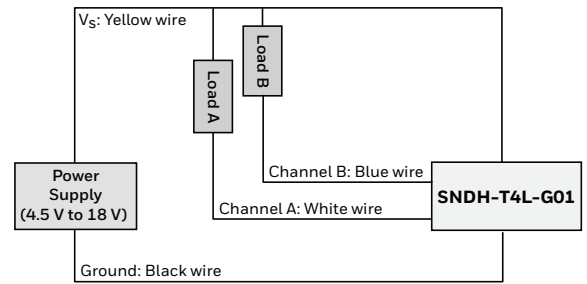 VS: Yellow wire
Load A
Load B
Power
Supply
(4.5 V to 18 V)
Channel B: Blue wire
Channel A: White wire
SNDH-T4L-G01
Ground: Black wire